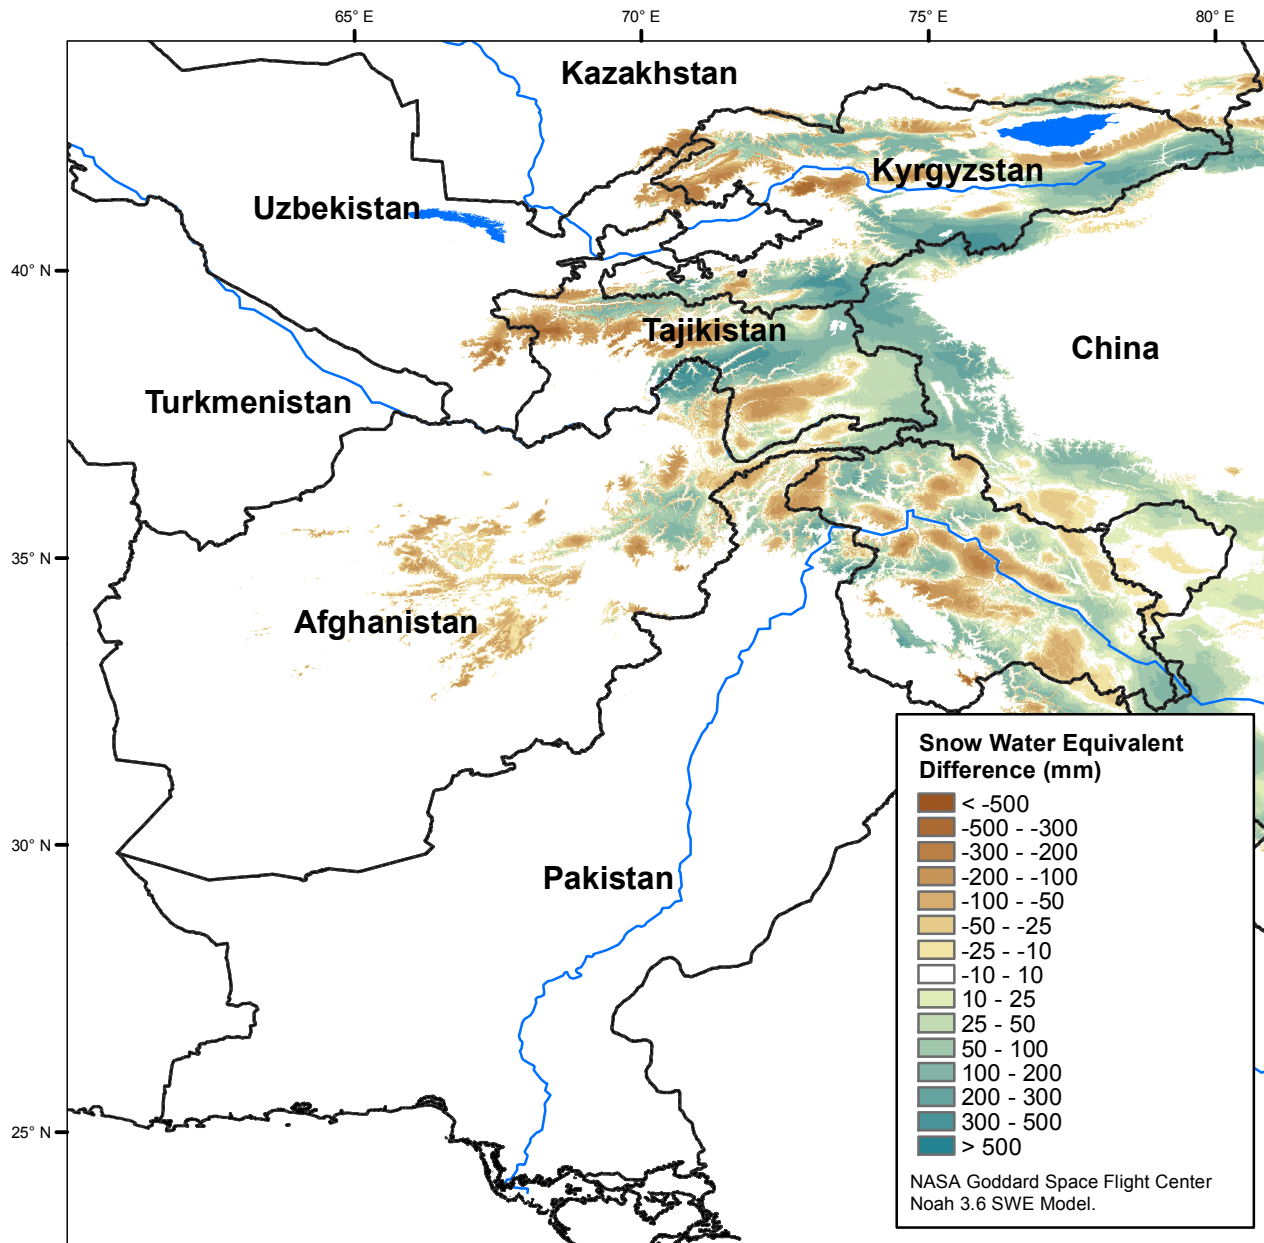 65° E
70° E
75° E
80° E
Kazakhstan
Kyrgyzstan
Uzbekistan
40° N
Tajikistan
China
Turkmenistan
35° N
Afghanistan
Snow Water Equivalent
Difference (mm)
< -500
-500 - -300
-300 - -200
-200 - -100
-100 - -50
-50 - -25
-25 - -10
-10 - 10
10 - 25
25 - 50
50 - 100
100 - 200
200 - 300
300 - 500
> 500
NASA Goddard Space Flight Center
Noah 3.6 SWE Model.
30° N
Pakistan
25° N